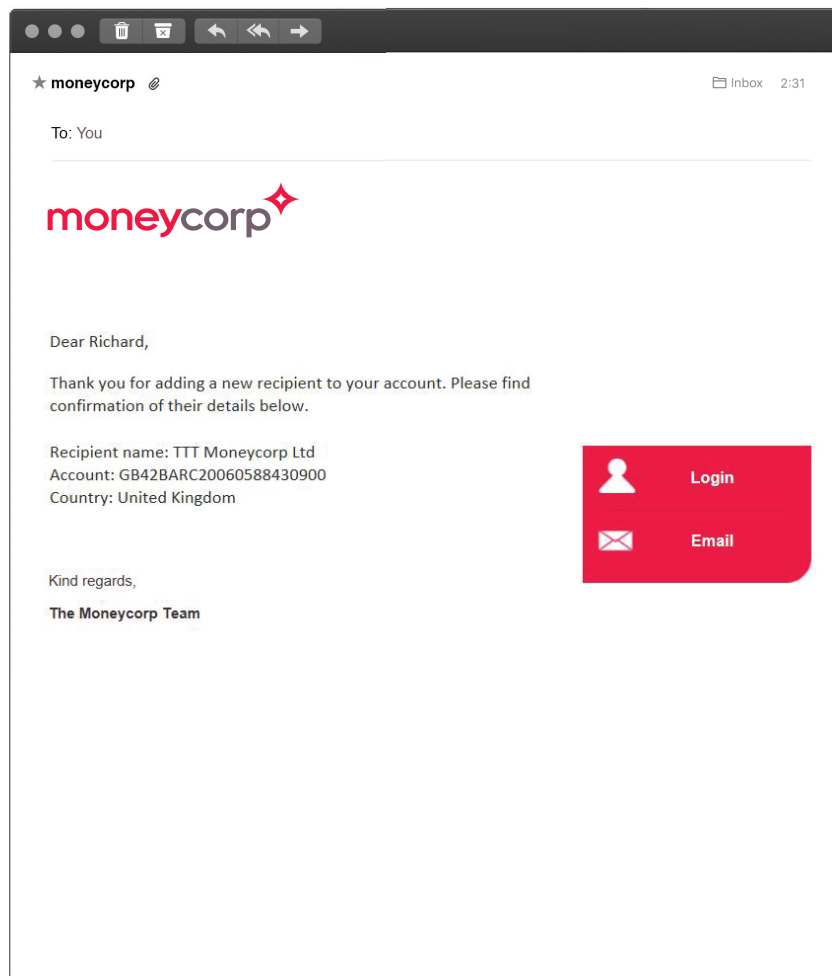 moneycorp
Inbox 2:31
To: You
moneycorp
Dear Richard,
Thank you for adding a new recipient to your account. Please find
confirmation of their details below.
Recipient name: TTT Moneycorp Ltd
Account: GB42BARC20060588430900
Country: United Kingdom
Login
Email
Kind regards,
The Moneycorp Team